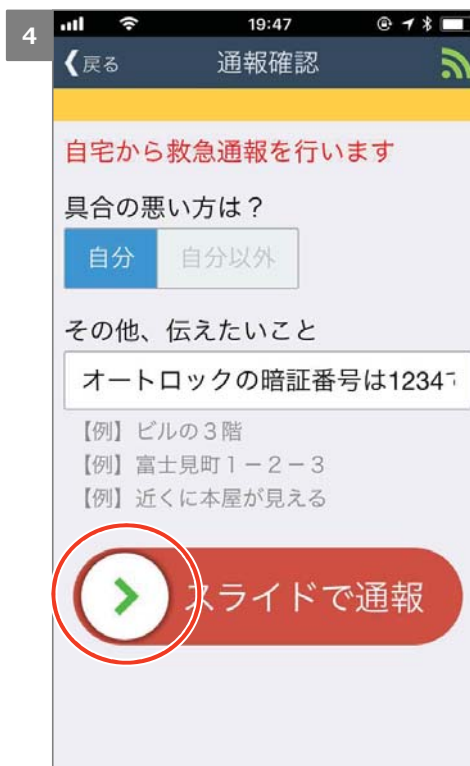 4
19:47
戻る 通報確認
自宅から救急通報を行います
具合の悪い方は？
自分 自分以外
その他、伝えたいこと
オートロックの暗証番号は1234
【例】ビルの３階
【例】富士見町１－２－３
【例】近くに本屋が見える
スライドで通報